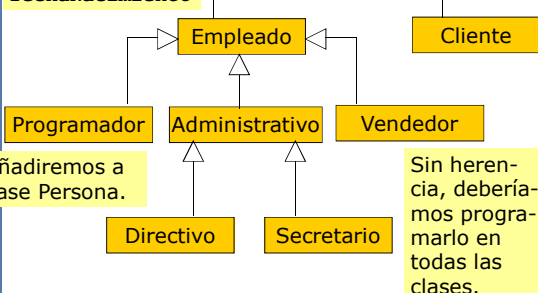 Empleado
Cliente
Programador
Administrativo
Vendedor
ñadiremos a
ase Persona.
Sin heren-
cia, debería-
mos progra-
marlo en
todas las
clases.
Directivo
Secretario